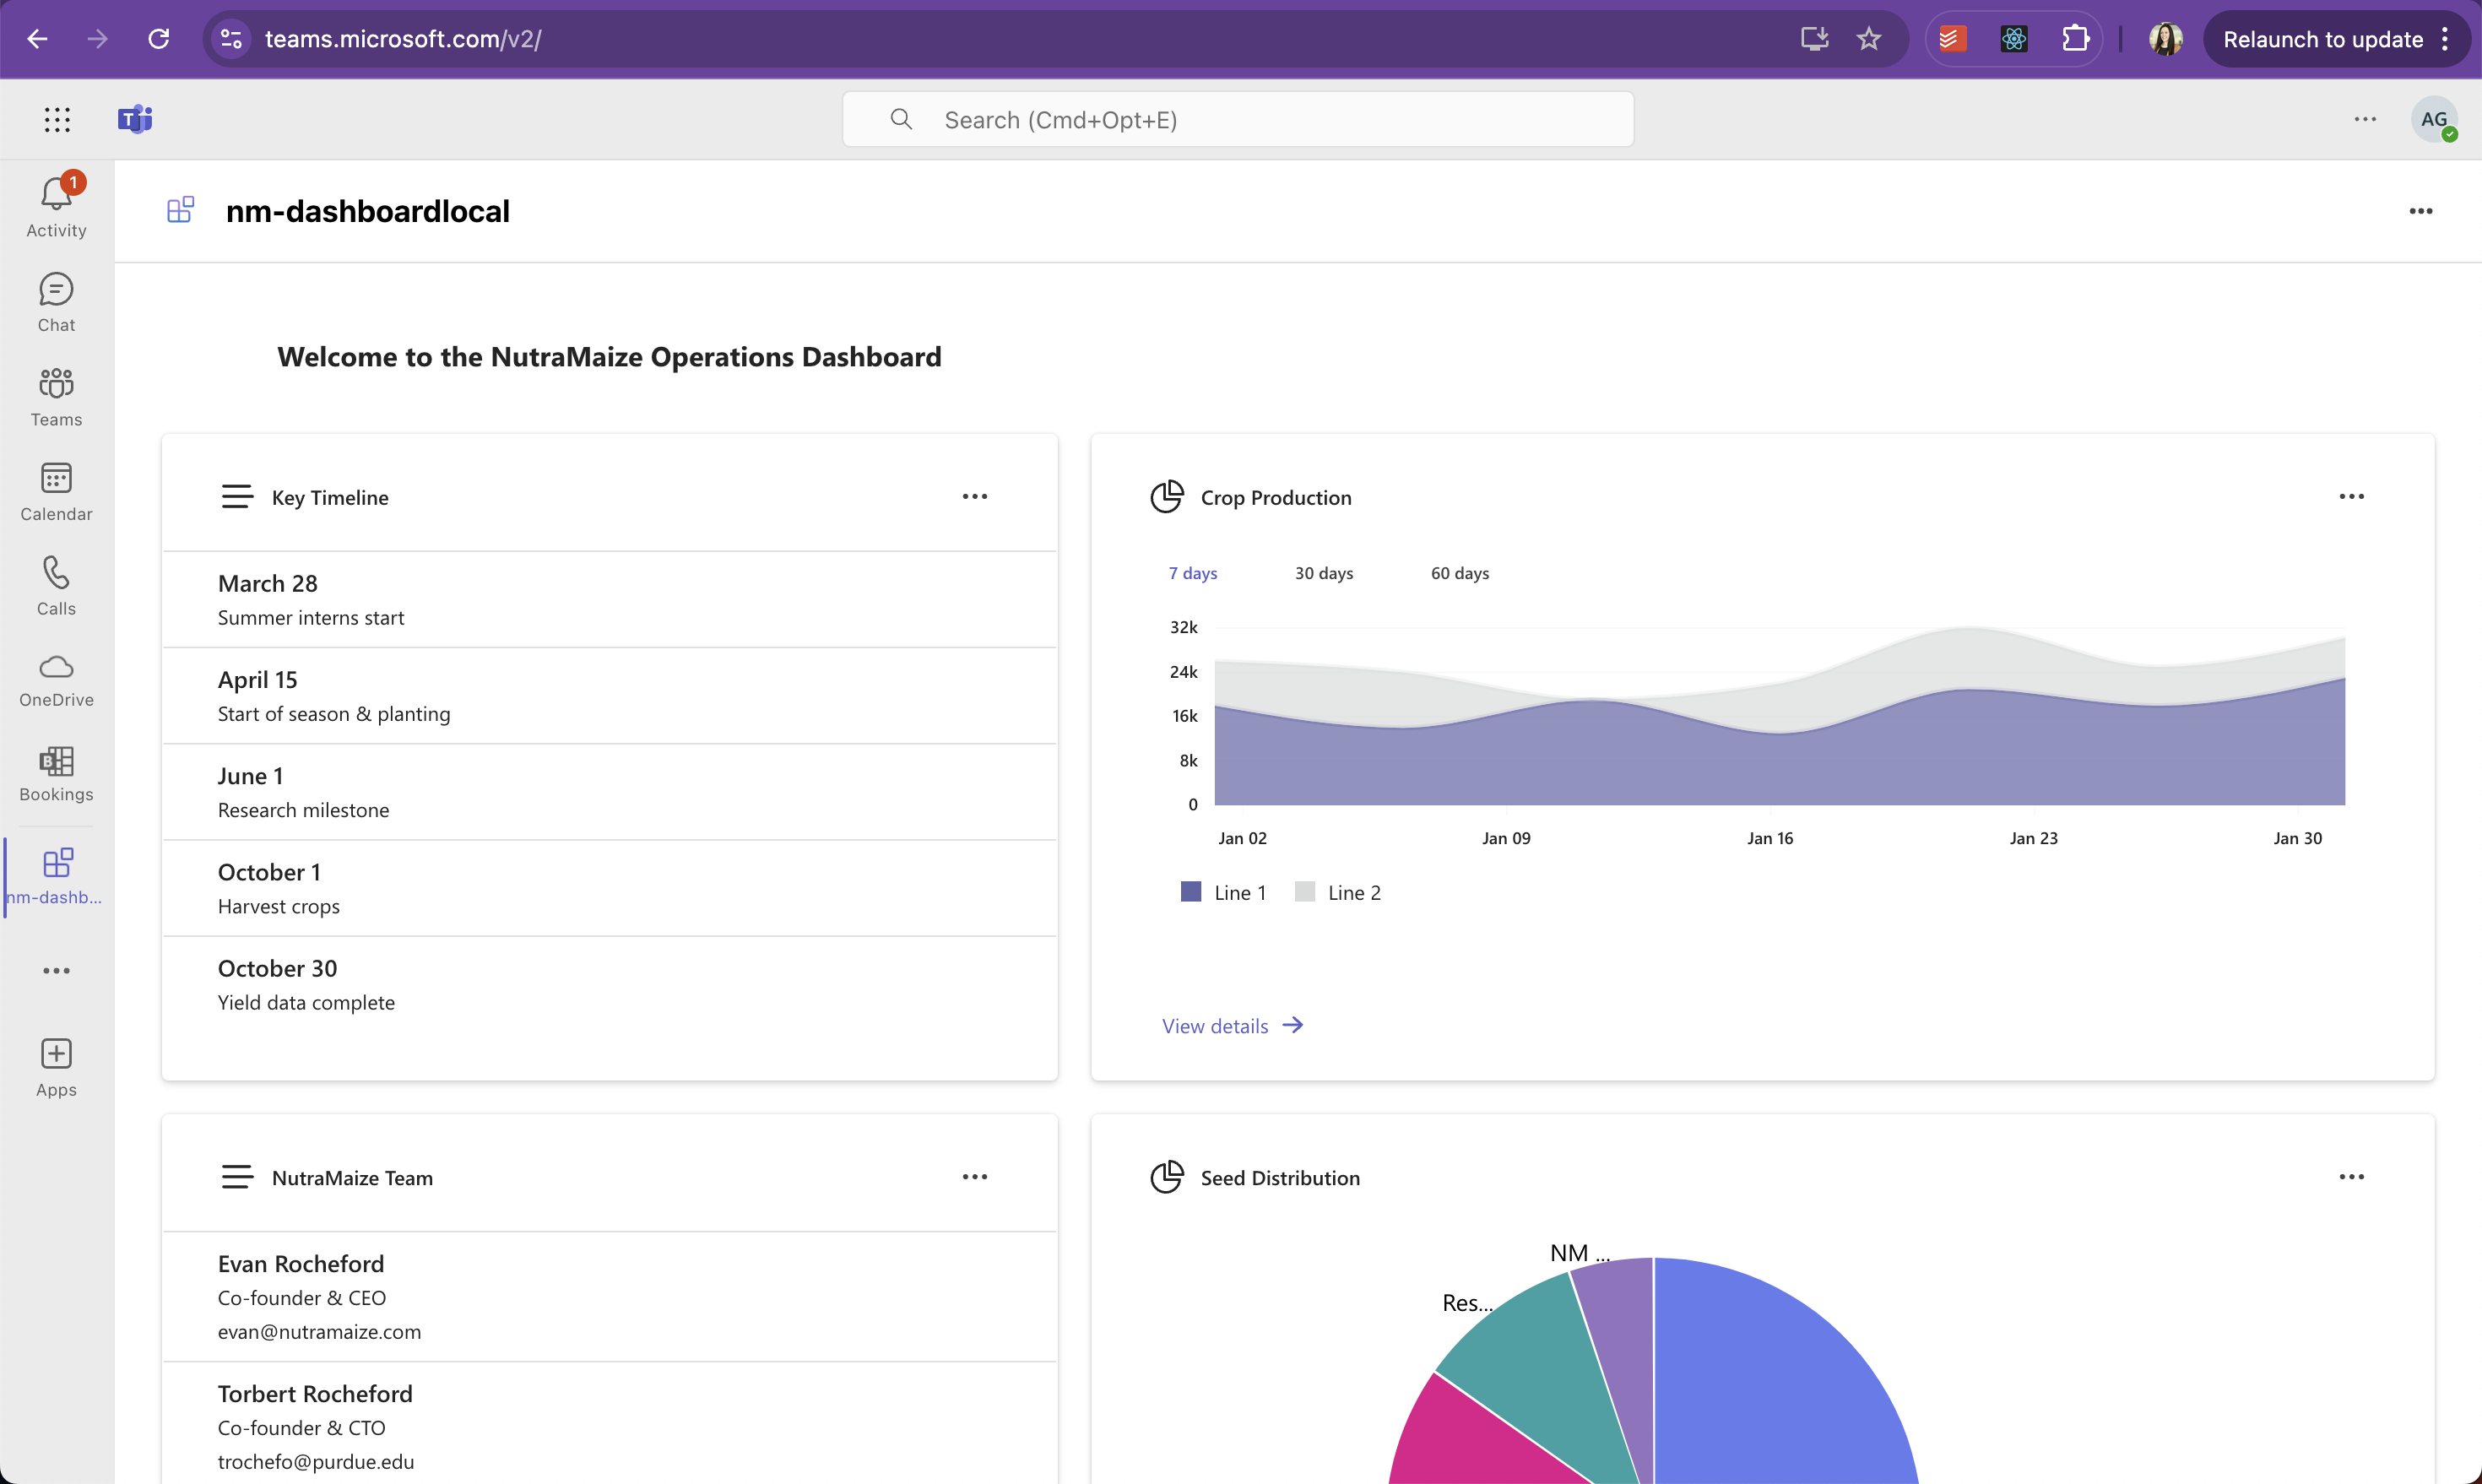 teams.microsoft.com/v2/
Relaunch to update
Search (Cmd+Opt+E)
AG
1
Activity
Chat
Teams
Calendar
Calls
OneDrive
B
Bookings
nm-dashb...
Apps
T
nm-dashboardlocal
Welcome to the NutraMaize Operations Dashboard
Key Timeline
March 28
Summer interns start
April 15
Start of season & planting
June 1
Research milestone
October 1
Harvest crops
October 30
Yield data complete
Crop Production
7 days 30 days 60 days
32k
24k
16k
8k
0
Jan 02 Jan 09 Jan 16 Jan 23 Jan 30
Line 1 Line 2
View details
NutraMaize Team
Evan Rocheford
Co-founder & CEO
evan@nutramaize.com
Torbert Rocheford
Co-founder & CTO
trochefo@purdue.edu
Seed Distribution
NM ...
Res...